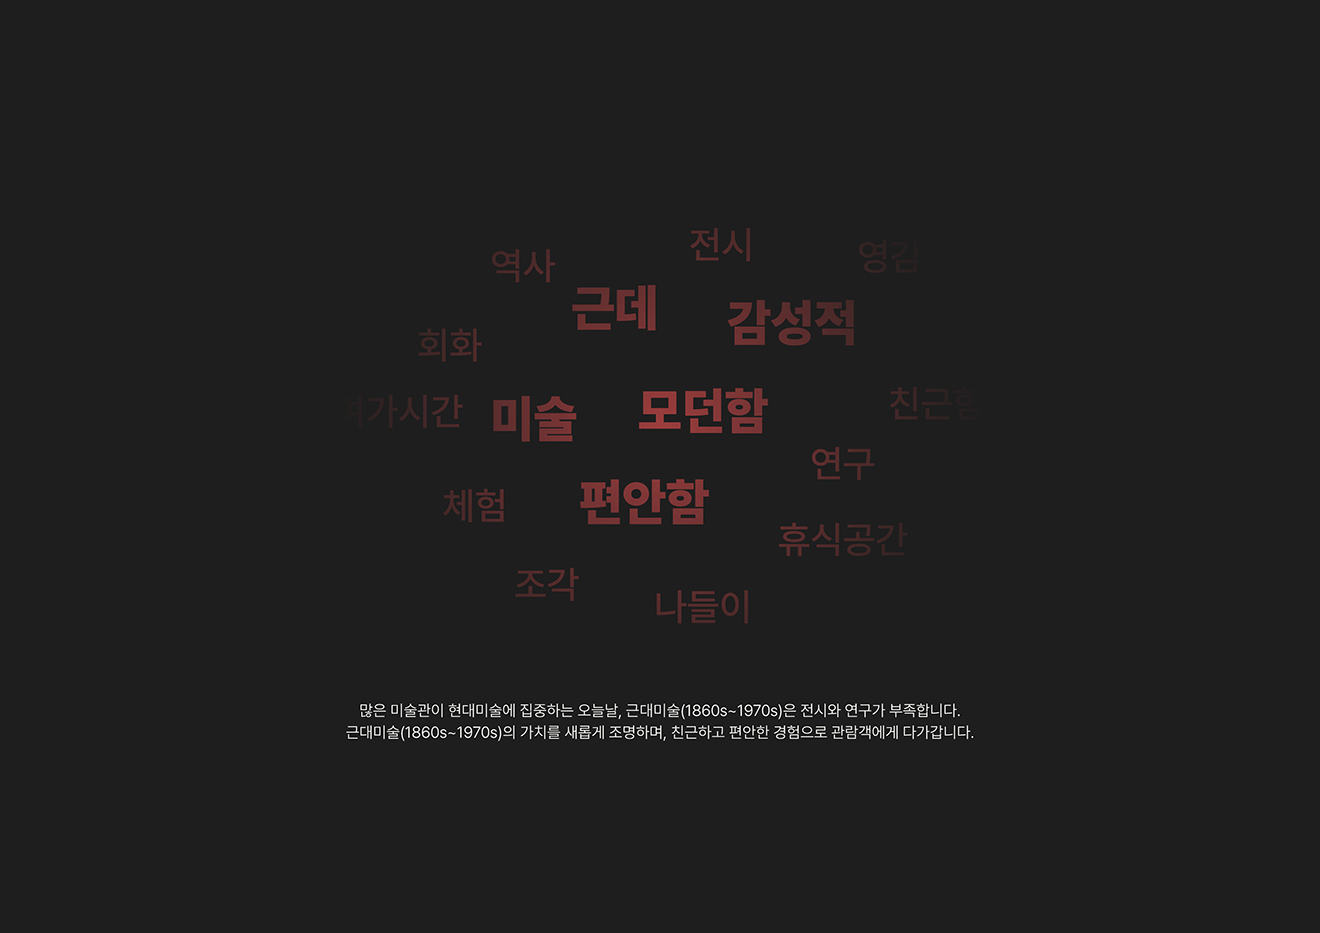 전시
역사
영감
근데
감성적
회화
여가시간
미술
모던함
친근함
연구
체험
편안함
휴식공간
조각
나들이
많은 미술관이 현대미술에 집중하는 오늘날, 근대미술(1860s~1970s)은 전시와 연구가 부족합니다.
근대미술(1860s~1970s)의 가치를 새롭게 조명하며, 친근하고 편안한 경험으로 관람객에게 다가갑니다.